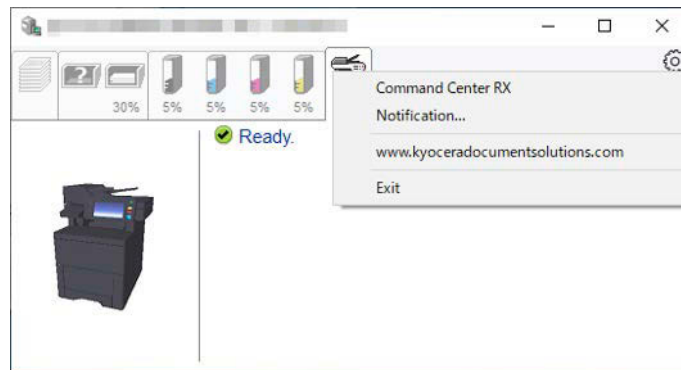 30% 5% 5% 5% 5%
Ready.
Command Center RX
Notification...
www.kyoceradocumentsolutions.com
Exit